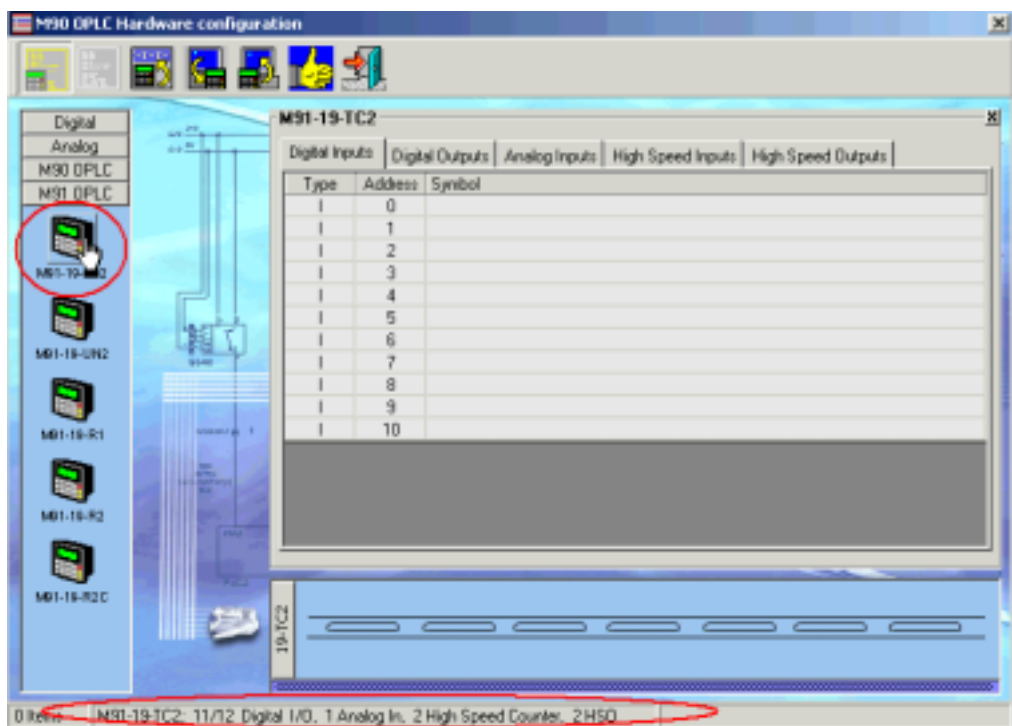 M90 OPLC Hardware configuration
Digital
Analog
M90 OPLC
M91 OPLC
M91-19-UN2
M91-19-R1
M91-19-R2
M91-19-R2C
M91-19-TC2
Digital Inputs
Digital Outputs
Analog Inputs
High Speed Inputs
High Speed Outputs
Type Address Symbol
I 0
I 1
I 2
I 3
I 4
I 5
I 6
I 7
I 8
I 9
I 10
19-TC2
0 Items
M91-19-TC2: 11/12 Digital I/O, 1 Analog In, 2 High Speed Counter, 2 HSO